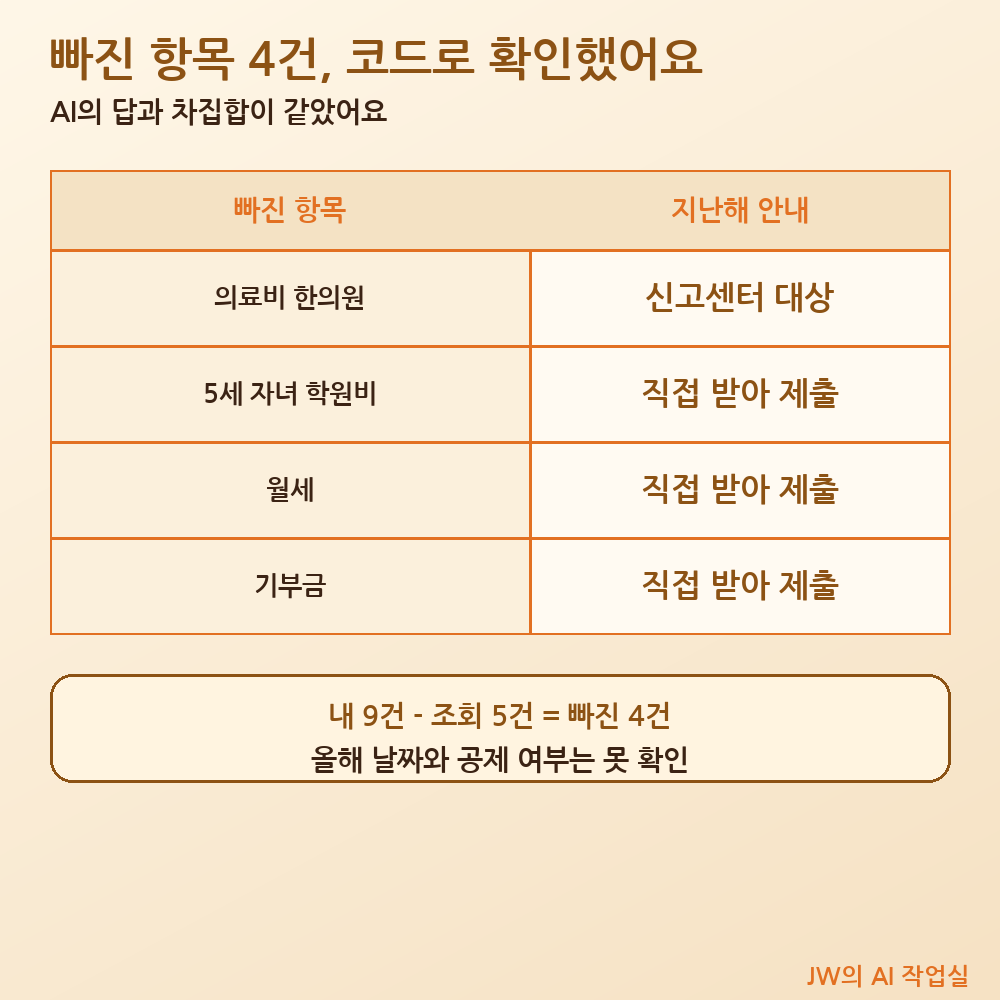 빠진 항목 4건, 코드로 확인했어요
AI의 답과 차집합이 같았어요
빠진 항목 지난해 안내
의료비 한의원 신고센터 대상
5세 자녀 학원비 직접 받아 제출
월세 직접 받아 제출
기부금 직접 받아 제출
내 9건 - 조회 5건 = 빠진 4건
올해 날짜와 공제 여부는 못 확인
JW의 AI 작업실